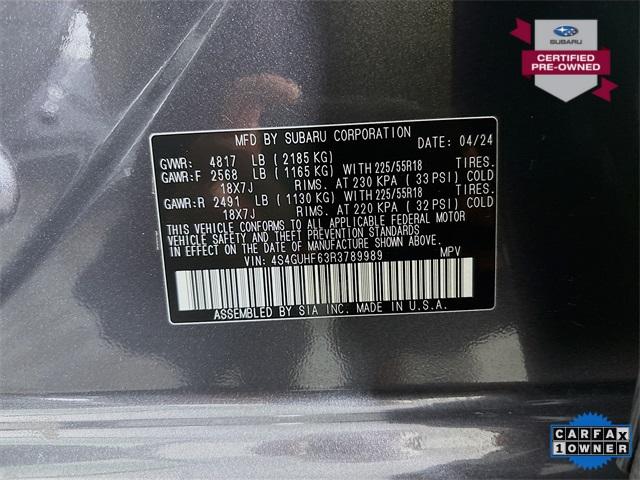 SUBARU
CERTIFIED
PRE-OWNED
MFD BY SUBARU CORPORATION DATE: 04/24
GVWR: 4817 LB (2185 KG)
GAWR:F 2568 LB (1165 KG) WITH 225/55R18 TIRES.
18X7J RIMS. AT 230 KPA (33 PSI) COLD
GAWR:R 2491 LB (1130 KG) WITH 225/55R18 TIRES.
18X7J RIMS. AT 220 KPA (32 PSI) COLD
THIS VEHICLE CONFORMS TO ALL APPLICABLE FEDERAL MOTOR
VEHICLE SAFETY AND THEFT PREVENTION STANDARDS
IN EFFECT ON THE DATE OF MANUFACTURE SHOWN ABOVE.
VIN: 4S4GUHF63R3789989 MPV
ASSEMBLED BY SIA INC. MADE IN U.S.A.
CARFAX
1 OWNER